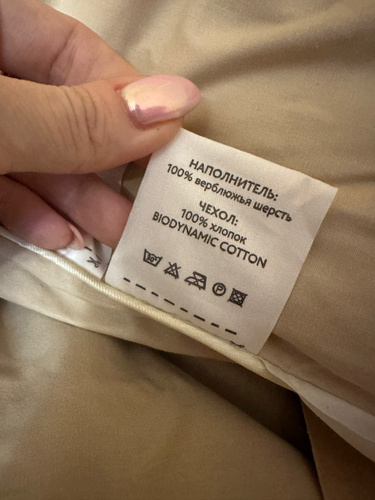 НАПОЛНИТЕЛЬ:
100% верблюжья шерсть
ЧЕХОЛ:
100% хлопок
BIODYNAMIC COTTON